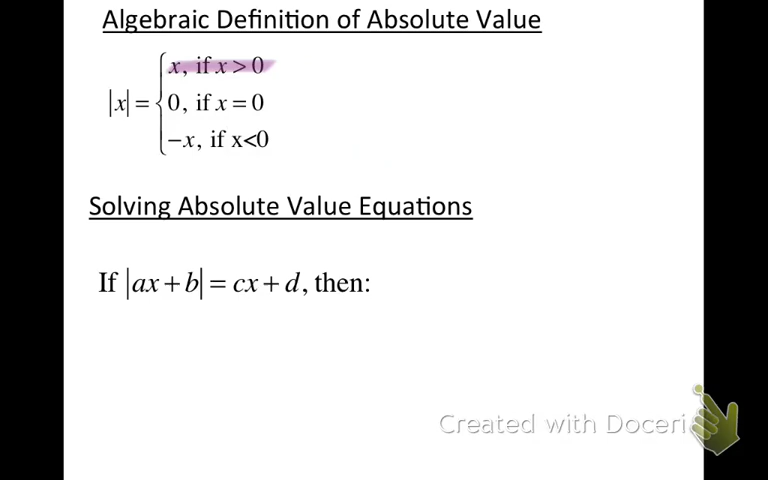 Algebraic Definition of Absolute Value
x, if x > 0
|x| = { 0, if x = 0
−x, if x<0
Solving Absolute Value Equations
If |ax + b| = cx + d, then:
Created with Doceri